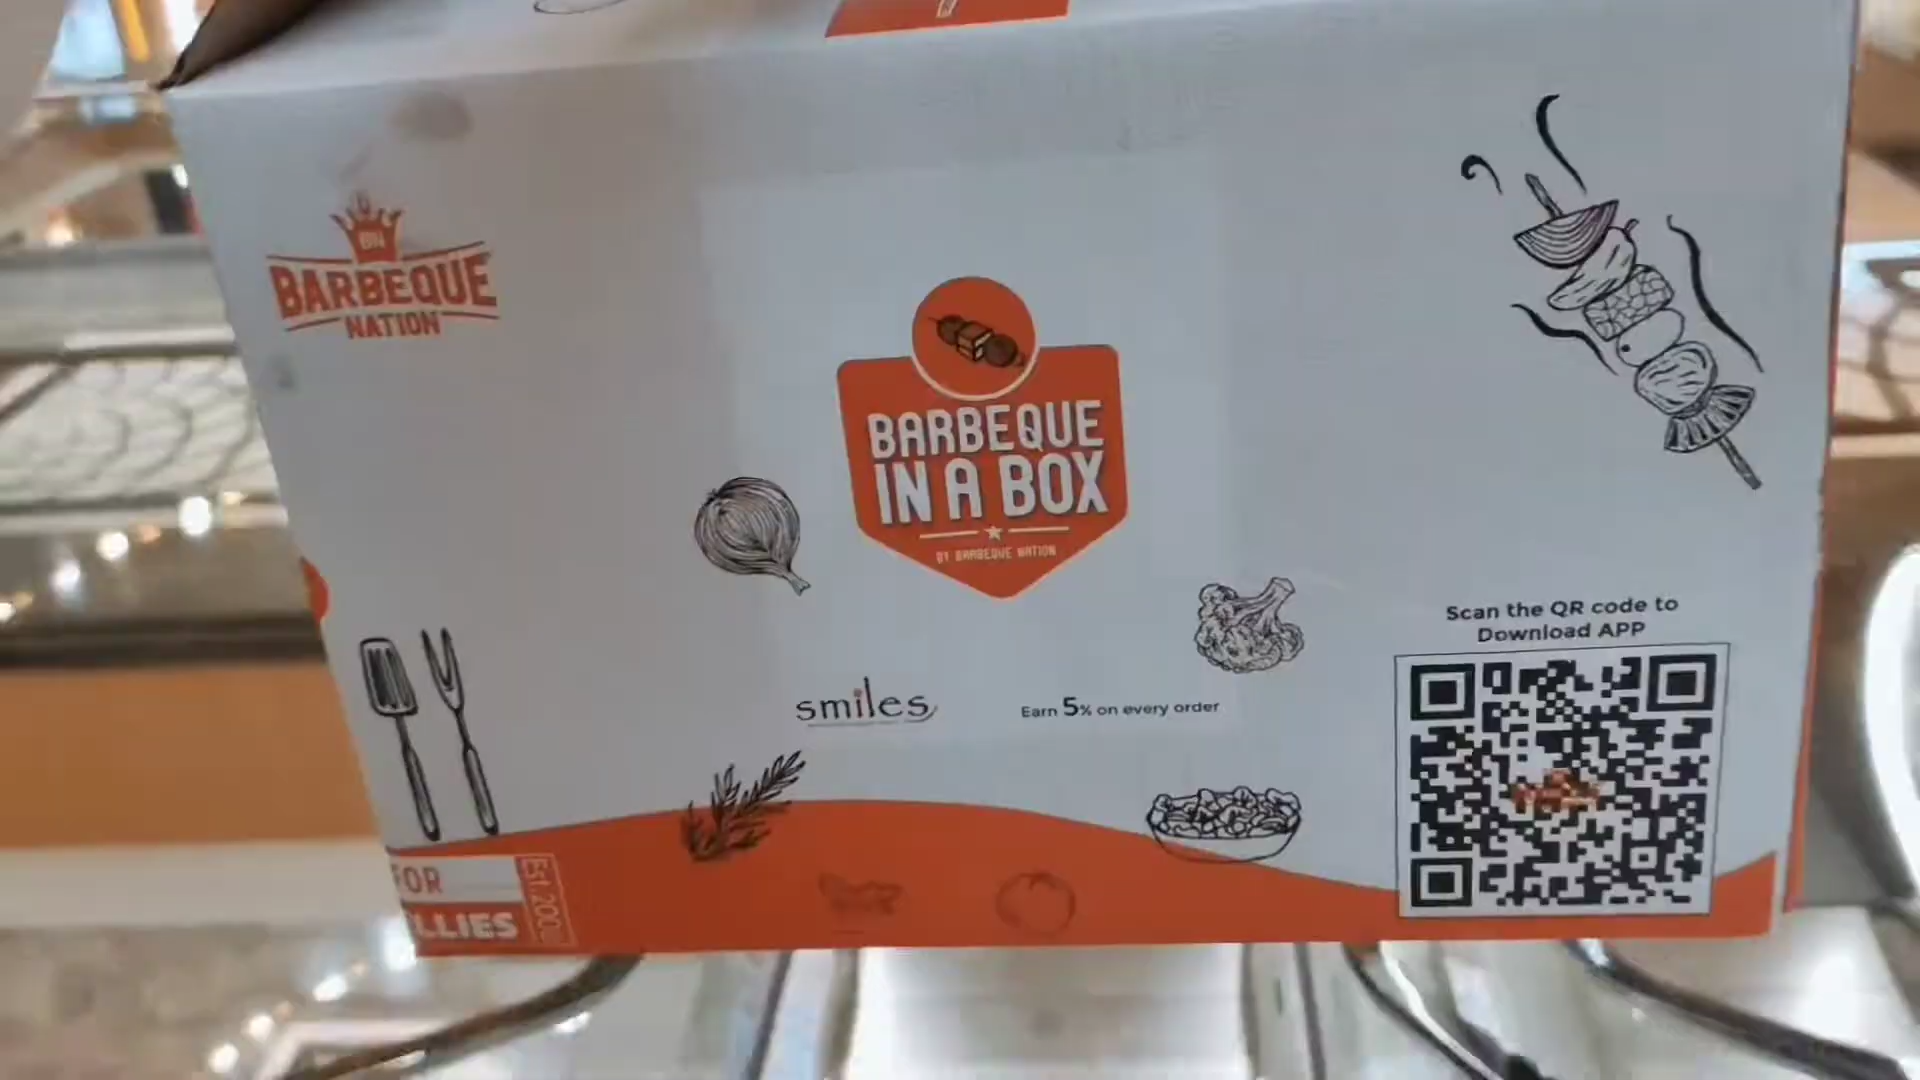 BN
BARBEQUE
NATION
BARBEQUE
IN A BOX
BY BARBEQUE NATION
Scan the QR code to
Download APP
smiles
Earn 5% on every order
FOR
LLIES